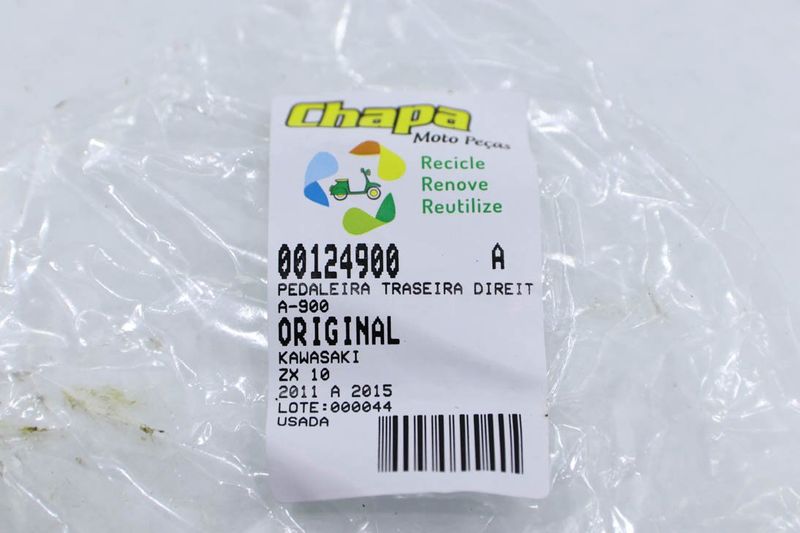 Chapa
Moto Peças
Recicle
Renove
Reutilize
00124900 A
PEDALEIRA TRASEIRA DIREIT
A-900
ORIGINAL
KAWASAKI
ZX 10
2011 A 2015
LOTE:000044
USADA